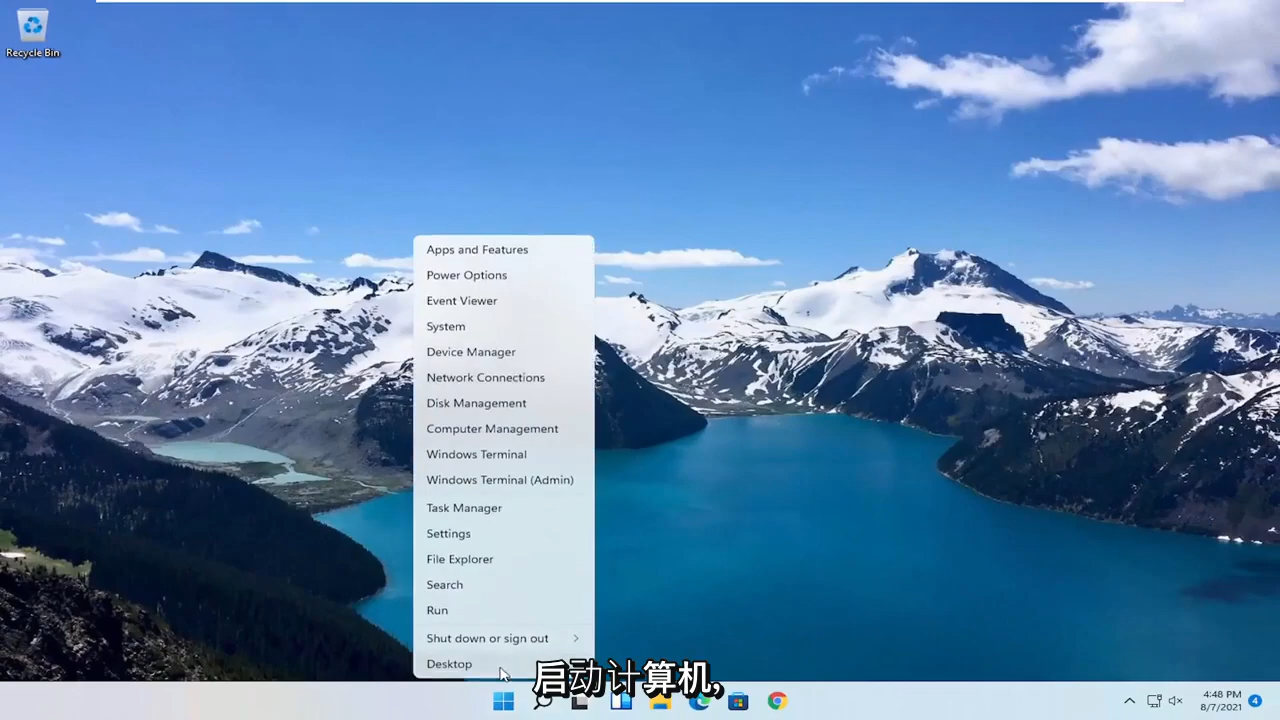 Recycle Bin
Apps and Features
Power Options
Event Viewer
System
Device Manager
Network Connections
Disk Management
Computer Management
Windows Terminal
Windows Terminal (Admin)
Task Manager
Settings
File Explorer
Search
Run
Shut down or sign out
Desktop
启动计算机,
4:48 PM
8/7/2021
4